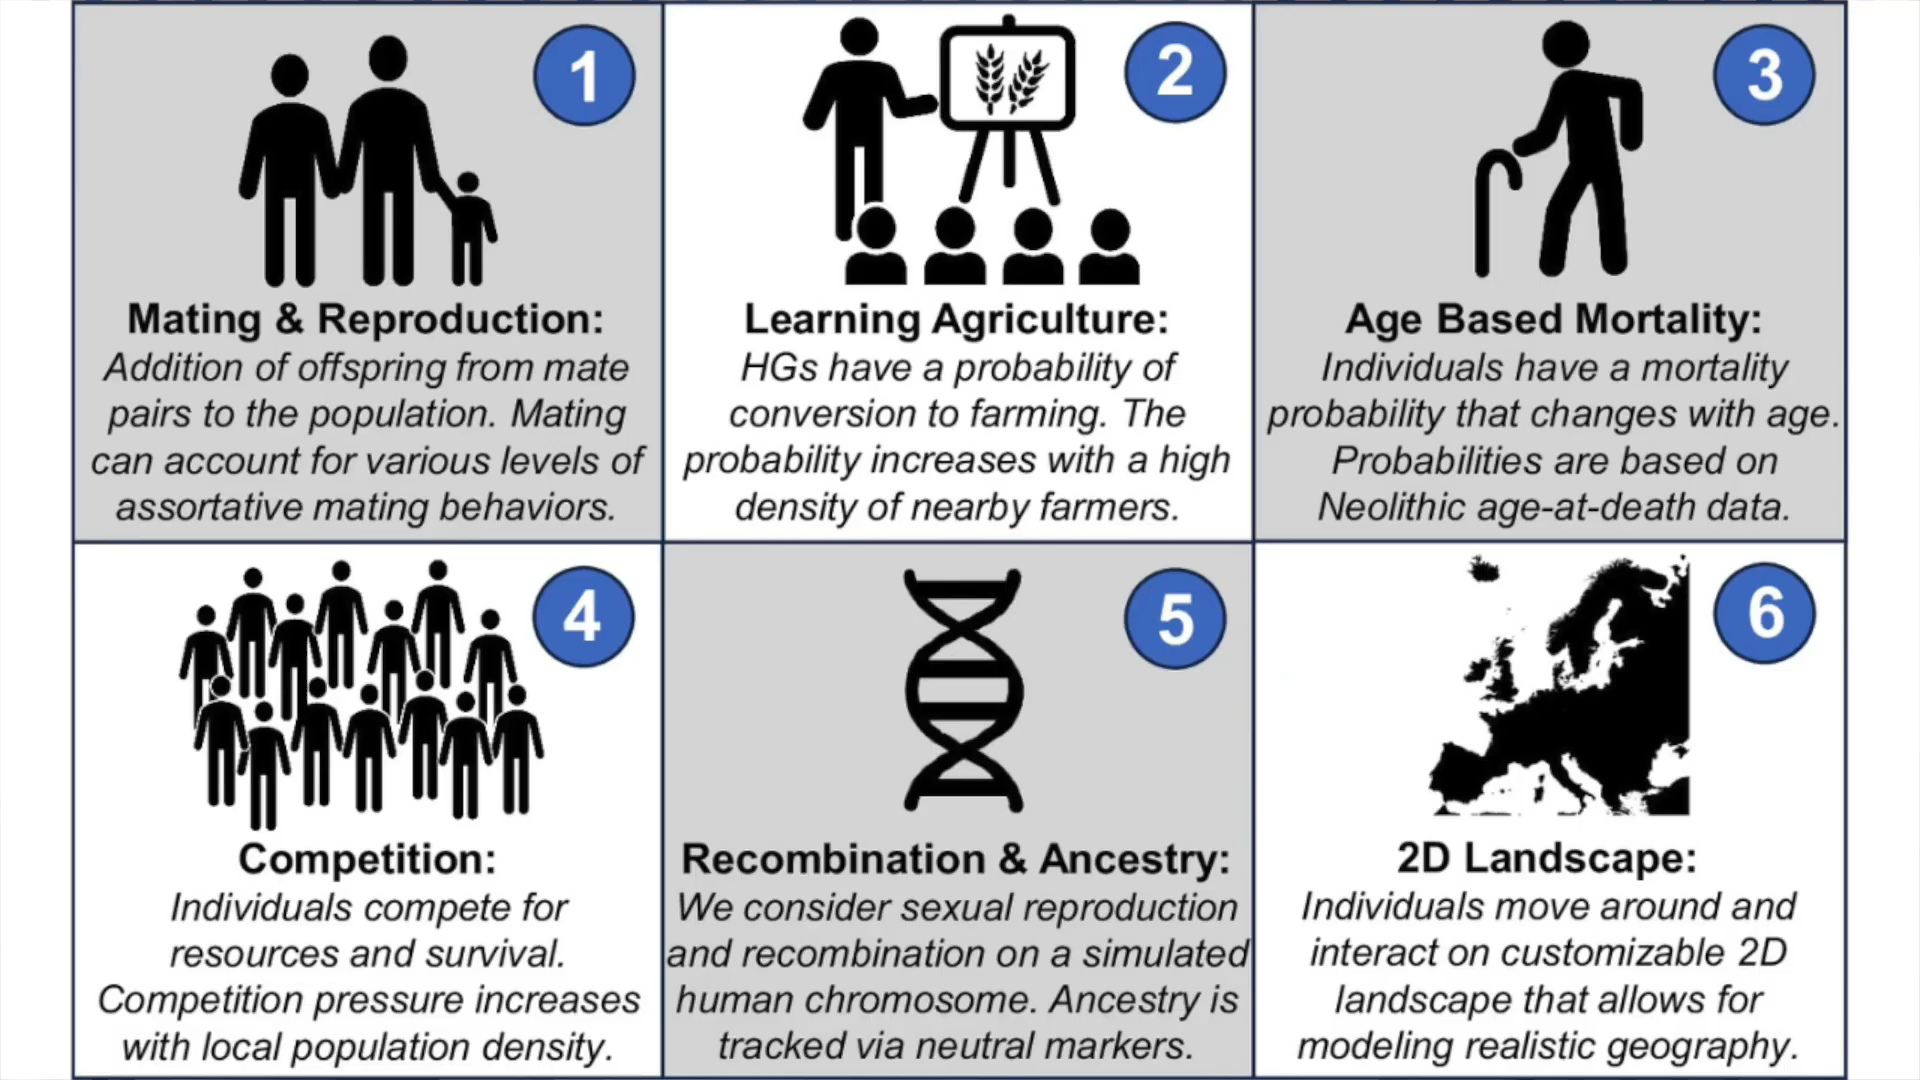 1
Mating & Reproduction:
Addition of offspring from mate
pairs to the population. Mating
can account for various levels of
assortative mating behaviors.
2
Learning Agriculture:
HGs have a probability of
conversion to farming. The
probability increases with a high
density of nearby farmers.
3
Age Based Mortality:
Individuals have a mortality
probability that changes with age.
Probabilities are based on
Neolithic age-at-death data.
4
Competition:
Individuals compete for
resources and survival.
Competition pressure increases
with local population density.
5
Recombination & Ancestry:
We consider sexual reproduction
and recombination on a simulated
human chromosome. Ancestry is
tracked via neutral markers.
6
2D Landscape:
Individuals move around and
interact on customizable 2D
landscape that allows for
modeling realistic geography.